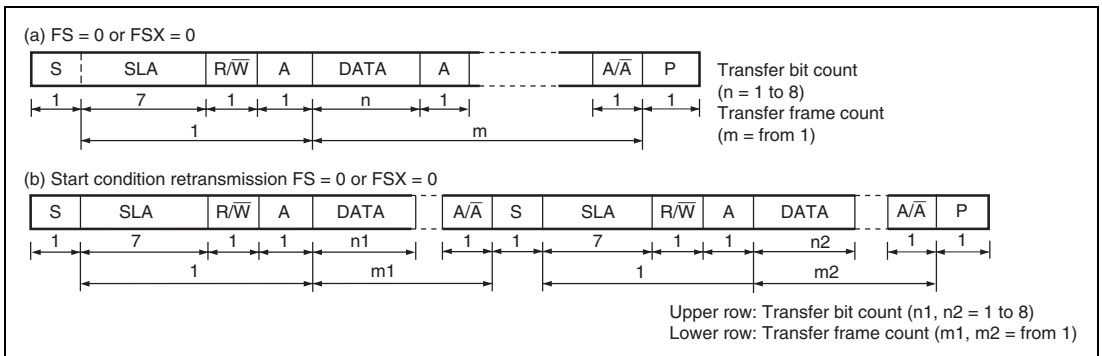 (a) FS = 0 or FSX = 0
S SLA R/W̅ A DATA A A/A̅ P
1 7 1 1 n 1 1 1
1 m
Transfer bit count
(n = 1 to 8)
Transfer frame count
(m = from 1)
(b) Start condition retransmission FS = 0 or FSX = 0
S SLA R/W̅ A DATA A/A̅ S SLA R/W̅ A DATA A/A̅ P
1 7 1 1 n1 1 1 7 1 1 n2 1 1
1 m1 1 m2
Upper row: Transfer bit count (n1, n2 = 1 to 8)
Lower row: Transfer frame count (m1, m2 = from 1)